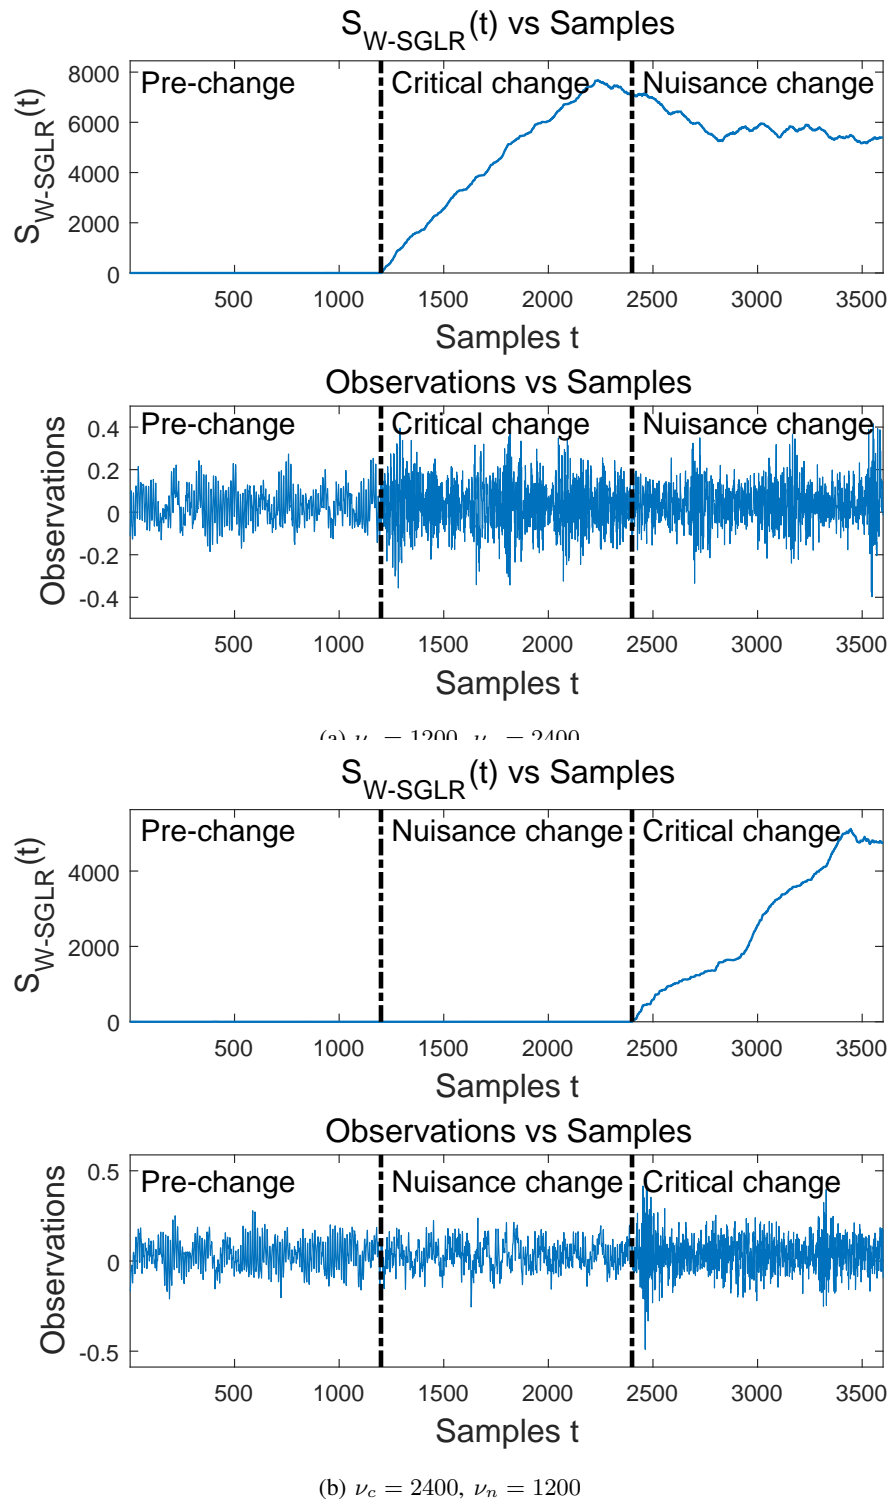 S_W-SGLR(t) vs Samples
Pre-change Critical change Nuisance change
S_W-SGLR(t)
8000
6000
4000
2000
0
500 1000 1500 2000 2500 3000 3500
Samples t
Observations vs Samples
Pre-change Critical change Nuisance change
Observations
0.4
0.2
0
-0.2
-0.4
500 1000 1500 2000 2500 3000 3500
Samples t
(a) ν = 1200, ν = 2400
S_W-SGLR(t) vs Samples
Pre-change Nuisance change Critical change
S_W-SGLR(t)
4000
2000
0
500 1000 1500 2000 2500 3000 3500
Samples t
Observations vs Samples
Pre-change Nuisance change Critical change
Observations
0.5
0
-0.5
500 1000 1500 2000 2500 3000 3500
Samples t
(b) ν_c = 2400, ν_n = 1200